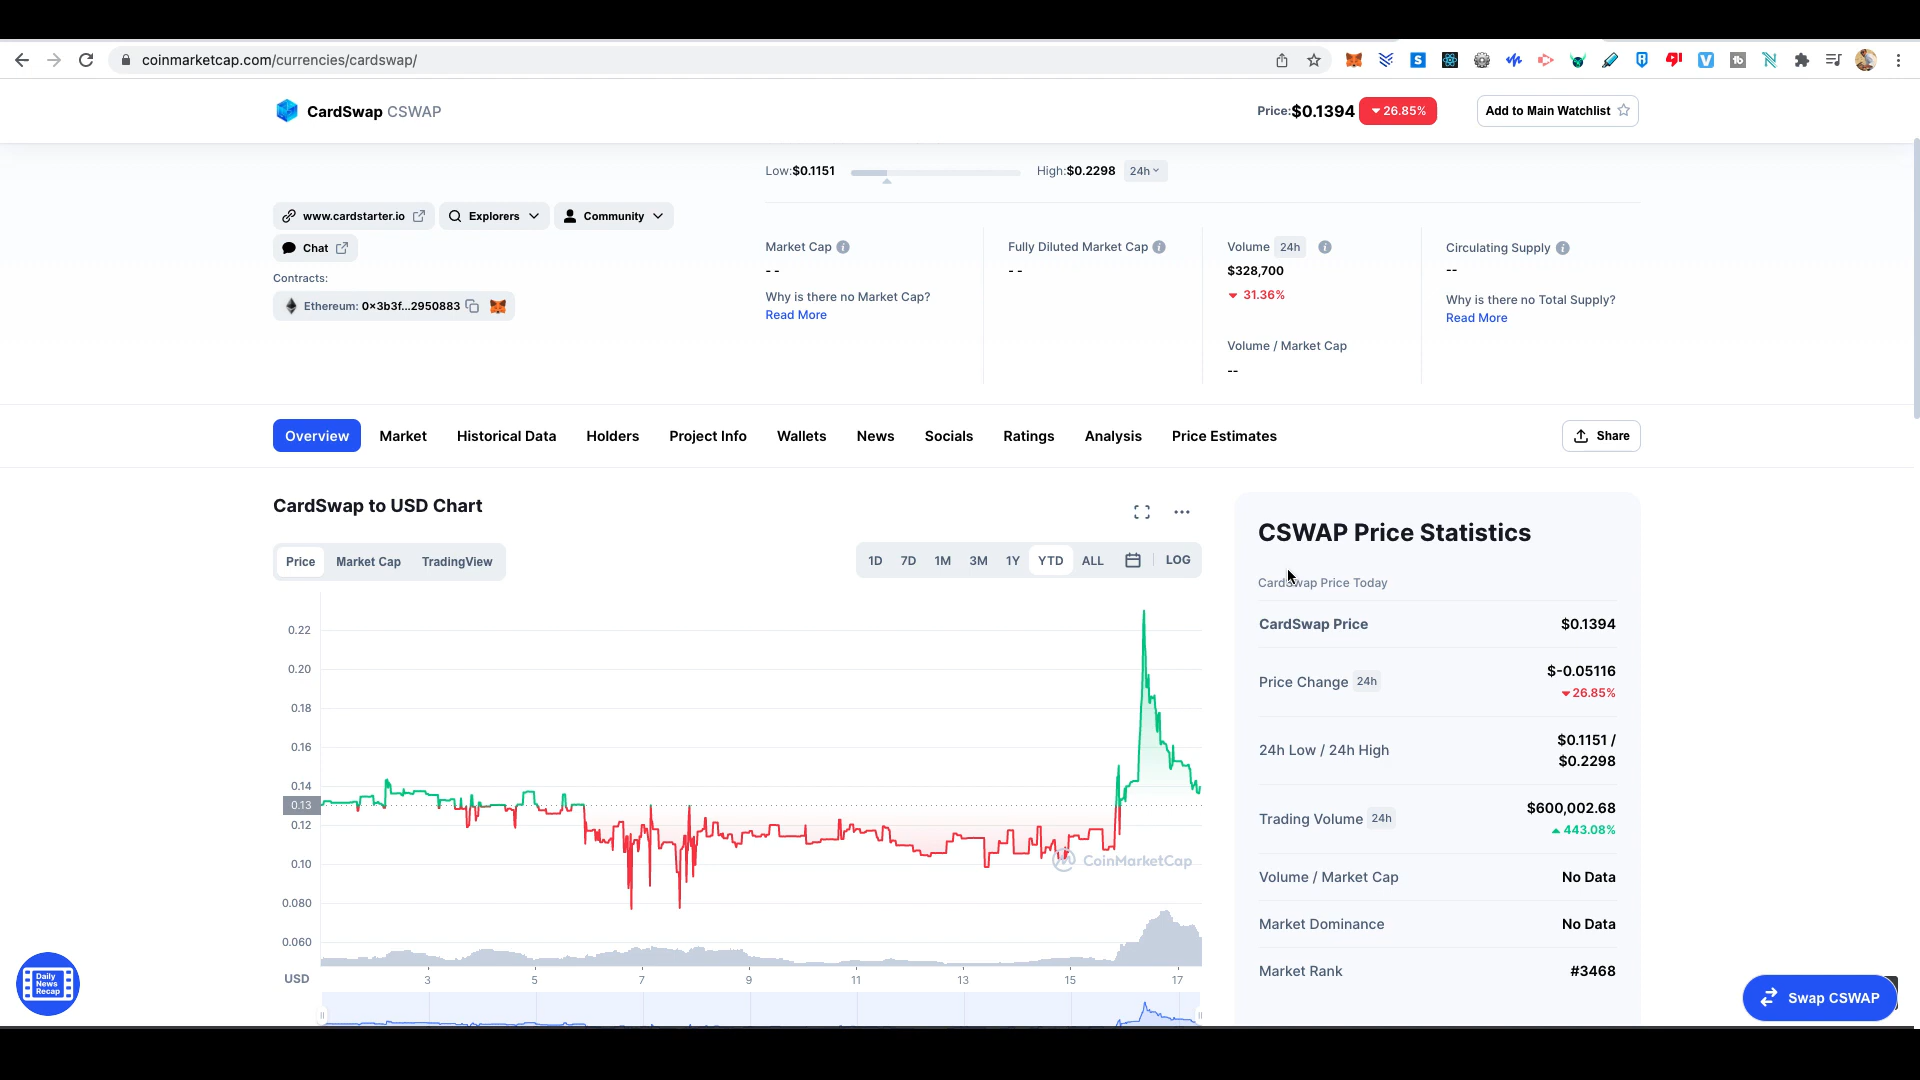 coinmarketcap.com/currencies/cardswap/
CardSwap CSWAP
Price:$0.1394 26.85%
Add to Main Watchlist
Low:$0.1151
High:$0.2298 24h
www.cardstarter.io
Explorers
Community
Chat
Contracts:
Ethereum: 0x3b3f...2950883
Market Cap
- -
Why is there no Market Cap?
Read More
Fully Diluted Market Cap
- -
Volume 24h
$328,700
31.36%
Volume / Market Cap
--
Circulating Supply
--
Why is there no Total Supply?
Read More
Overview
Market
Historical Data
Holders
Project Info
Wallets
News
Socials
Ratings
Analysis
Price Estimates
Share
CardSwap to USD Chart
Price
Market Cap
TradingView
1D
7D
1M
3M
1Y
YTD
ALL
LOG
0.22
0.20
0.18
0.16
0.14
0.13
0.12
0.10
0.080
0.060
USD
3
5
7
9
11
13
15
17
CoinMarketCap
CSWAP Price Statistics
CardSwap Price Today
CardSwap Price
$0.1394
Price Change 24h
$-0.05116
26.85%
24h Low / 24h High
$0.1151 /
$0.2298
Trading Volume 24h
$600,002.68
443.08%
Volume / Market Cap
No Data
Market Dominance
No Data
Market Rank
#3468
Daily
News
Recap
Swap CSWAP